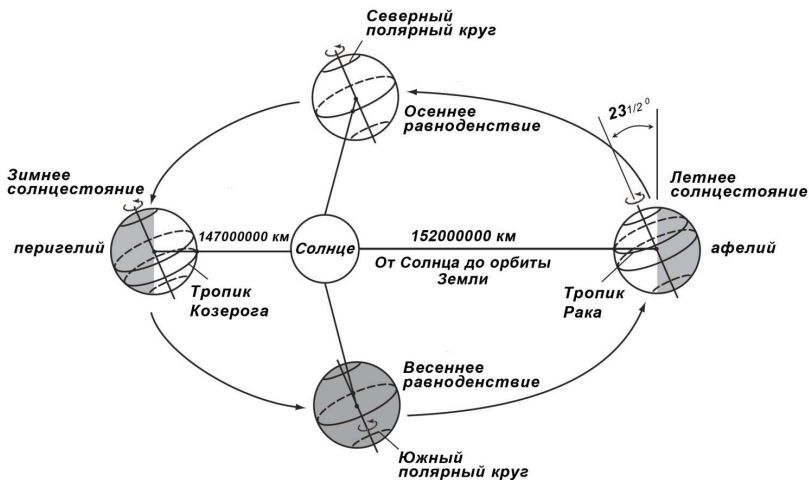 Северный
полярный круг
Осеннее
равноденствие
23 1/2 0
Зимнее
солнцестояние
Летнее
солнцестояние
перигелий
147000000 км
Солнце
152000000 км
От Солнца до орбиты
Земли
афелий
Тропик
Козерога
Тропик
Рака
Весеннее
равноденствие
Южный
полярный круг